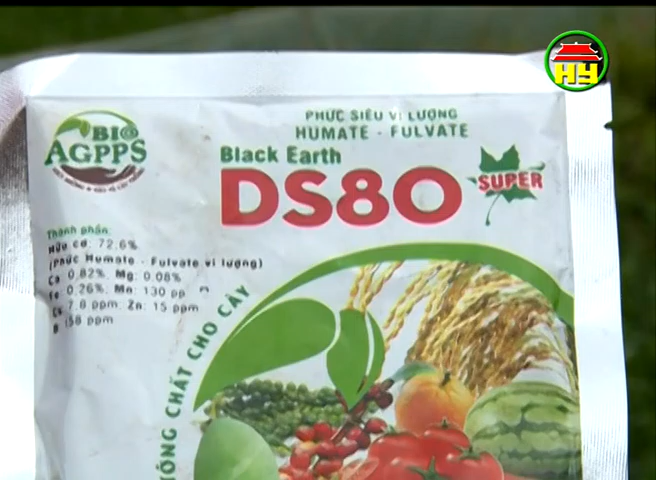 HY
BIO
AGPPS
PHỨC SIÊU VI LƯỢNG
HUMATE - FULVATE
Black Earth
DS80
SUPER
Thành phần
Hữu cơ: 72,6%
(Phức Humate - Fulvate vi lượng)
Ca 0,82%, Mg: 0,08%
Fe 0,26%, Mn: 130 pp
Cu 7,8 ppm, Zn: 15 ppm
B 158 ppm
CHẤT CHO CÂY